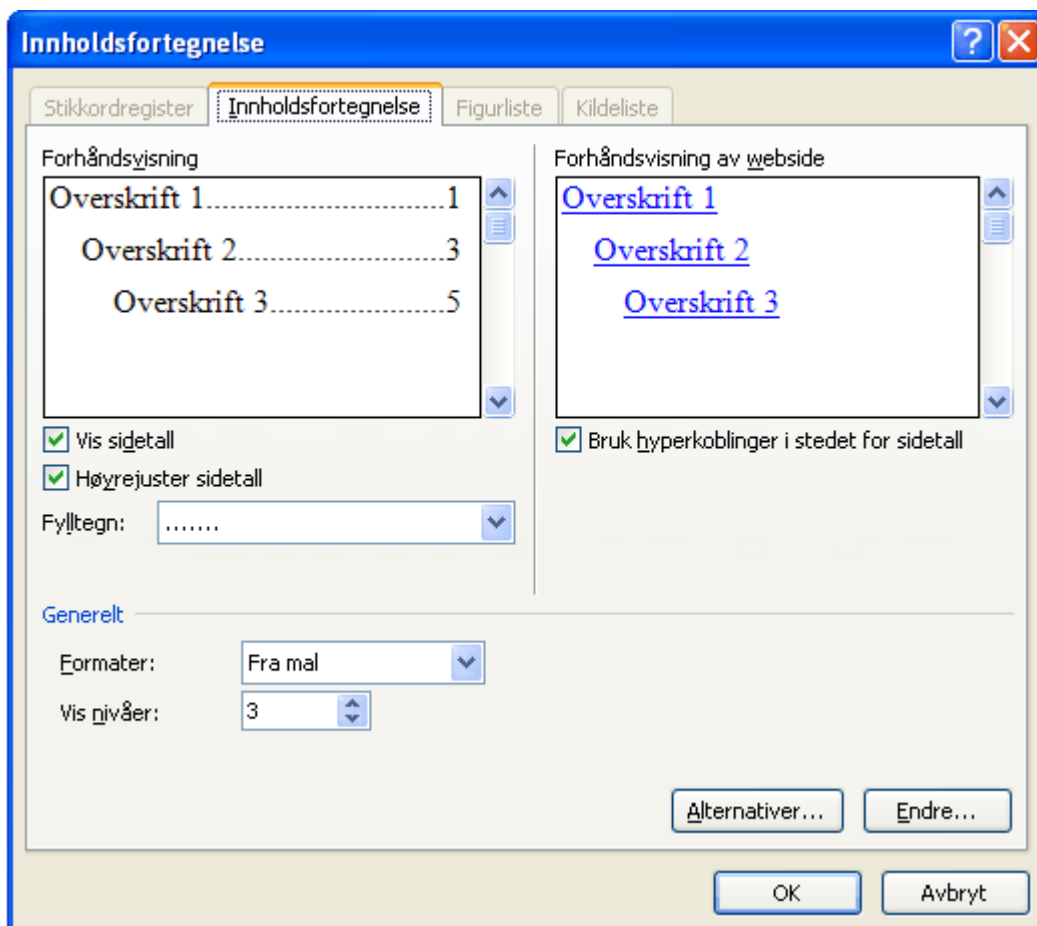 Innholdsfortegnelse
Stikkordregister Innholdsfortegnelse Figurliste Kildeliste
Forhåndsvisning
Overskrift 1..............................1
Overskrift 2..........................3
Overskrift 3......................5
Vis sidetall
Høyrejuster sidetall
Fylltegn: .......
Forhåndsvisning av webside
Overskrift 1
Overskrift 2
Overskrift 3
Bruk hyperkoblinger i stedet for sidetall
Generelt
Formater: Fra mal
Vis nivåer: 3
Alternativer... Endre...
OK Avbryt